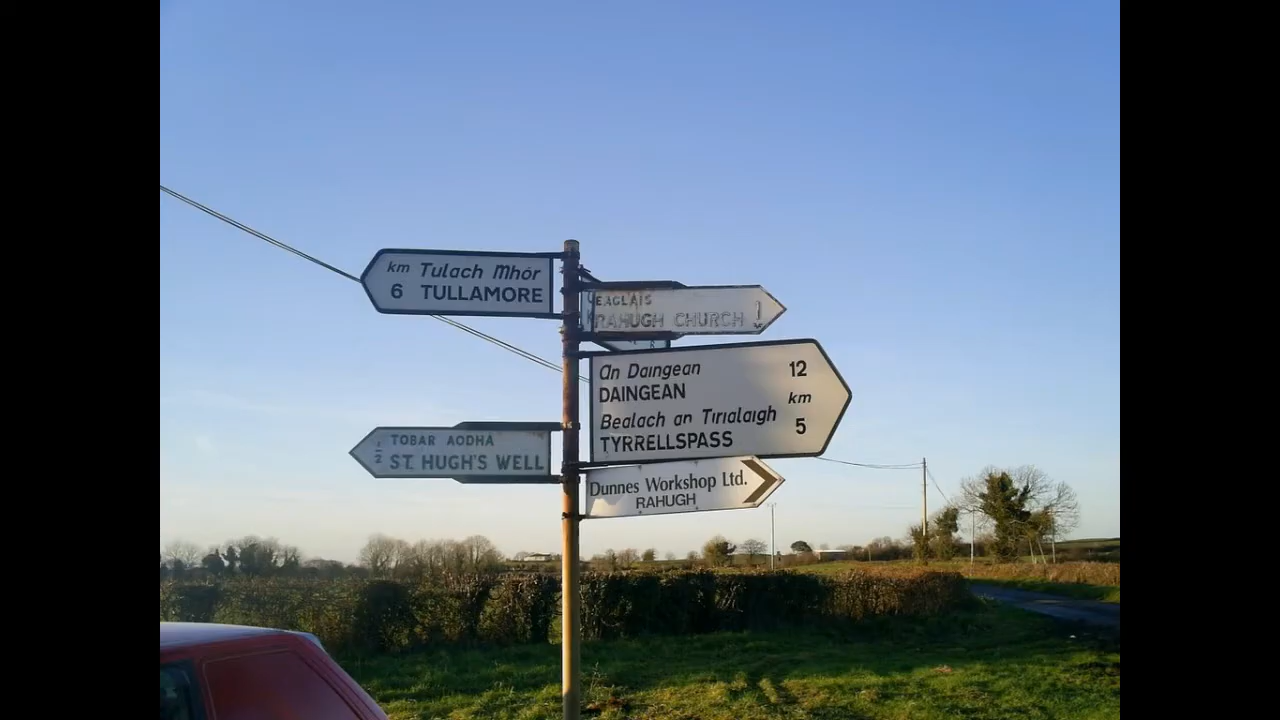 km Tulach Mhór
6 TULLAMORE
EAGLAIS
RAHUGH CHURCH 1
An Daingean 12
DAINGEAN km
Bealach an Tirialaigh
TYRRELLSPASS 5
TOBAR AODHA
1/2 ST. HUGH'S WELL
Dunnes Workshop Ltd.
RAHUGH